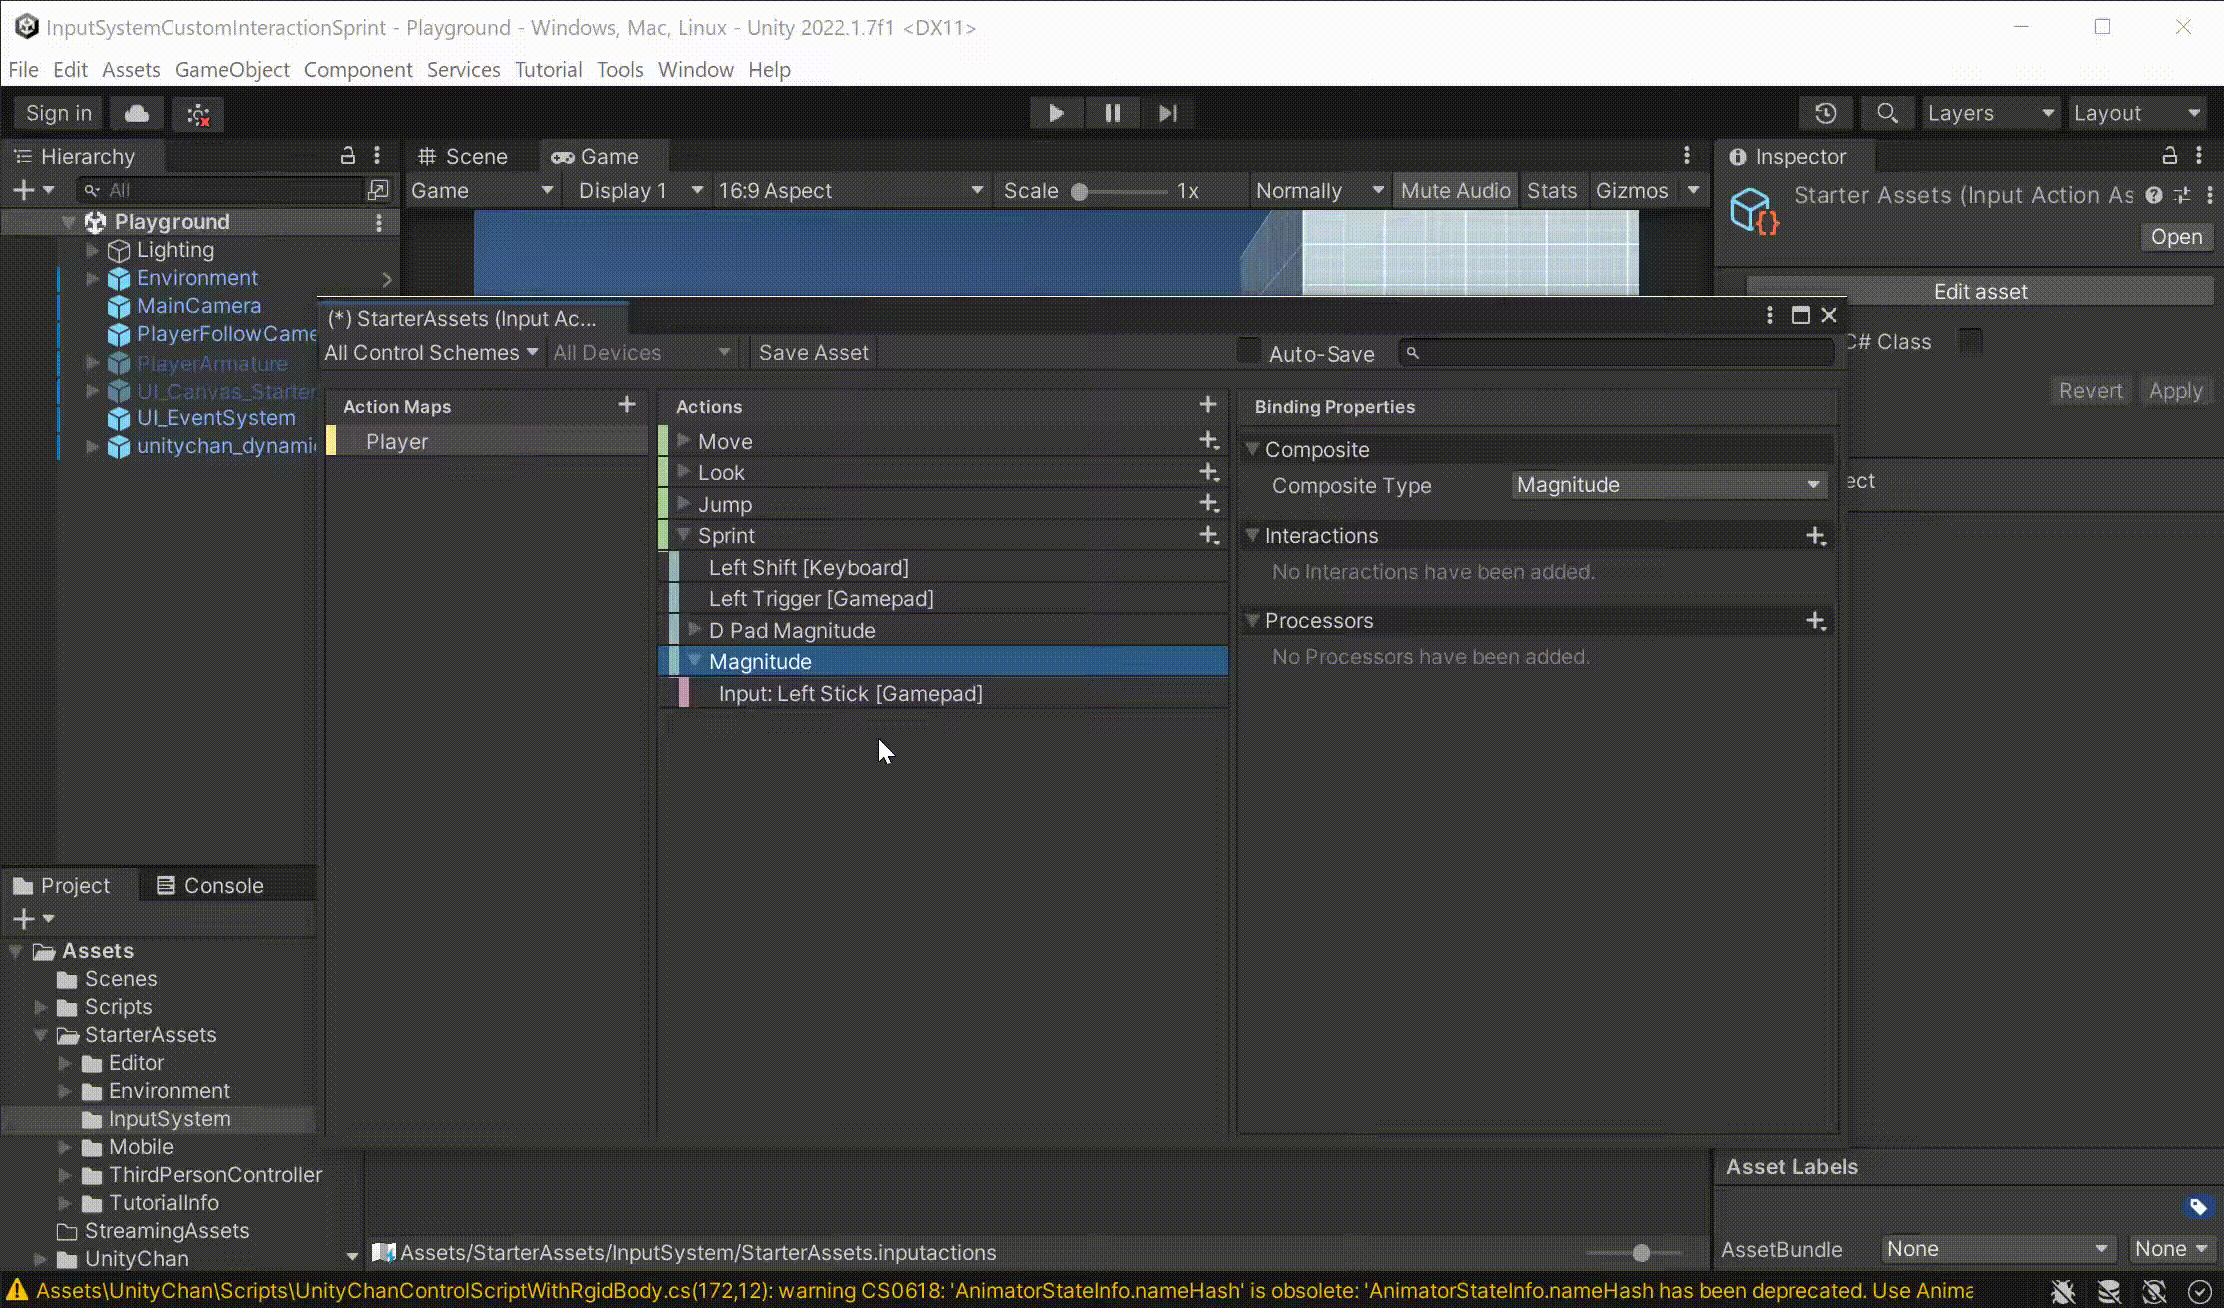 InputSystemCustomInteractionSprint - Playground - Windows, Mac, Linux - Unity 2022.1.7f1 <DX11>
File Edit Assets GameObject Component Services Tutorial Tools Window Help
Sign in
Layers
Layout
Hierarchy
All
Playground
Lighting
Environment
MainCamera
PlayerFollowCame
PlayerArmature
UI_Canvas_Starter
UI_EventSystem
unitychan_dynami
Scene
Game
Game
Display 1
16:9 Aspect
Scale
1x
Normally
Mute Audio
Stats
Gizmos
Inspector
Starter Assets (Input Action As
Open
Edit asset
C# Class
Revert
Apply
ect
(*) StarterAssets (Input Ac...
All Control Schemes
All Devices
Save Asset
Auto-Save
Action Maps
Player
Actions
Move
Look
Jump
Sprint
Left Shift [Keyboard]
Left Trigger [Gamepad]
D Pad Magnitude
Magnitude
Input: Left Stick [Gamepad]
Binding Properties
Composite
Composite Type
Magnitude
Interactions
No Interactions have been added.
Processors
No Processors have been added.
Project
Console
Assets
Scenes
Scripts
StarterAssets
Editor
Environment
InputSystem
Mobile
ThirdPersonController
TutorialInfo
StreamingAssets
UnityChan
Assets/StarterAssets/InputSystem/StarterAssets.inputactions
Asset Labels
AssetBundle
None
None
Assets\UnityChan\Scripts\UnityChanControlScriptWithRgidBody.cs(172,12): warning CS0618: 'AnimatorStateInfo.nameHash' is obsolete: 'AnimatorStateInfo.nameHash has been deprecated. Use Anima